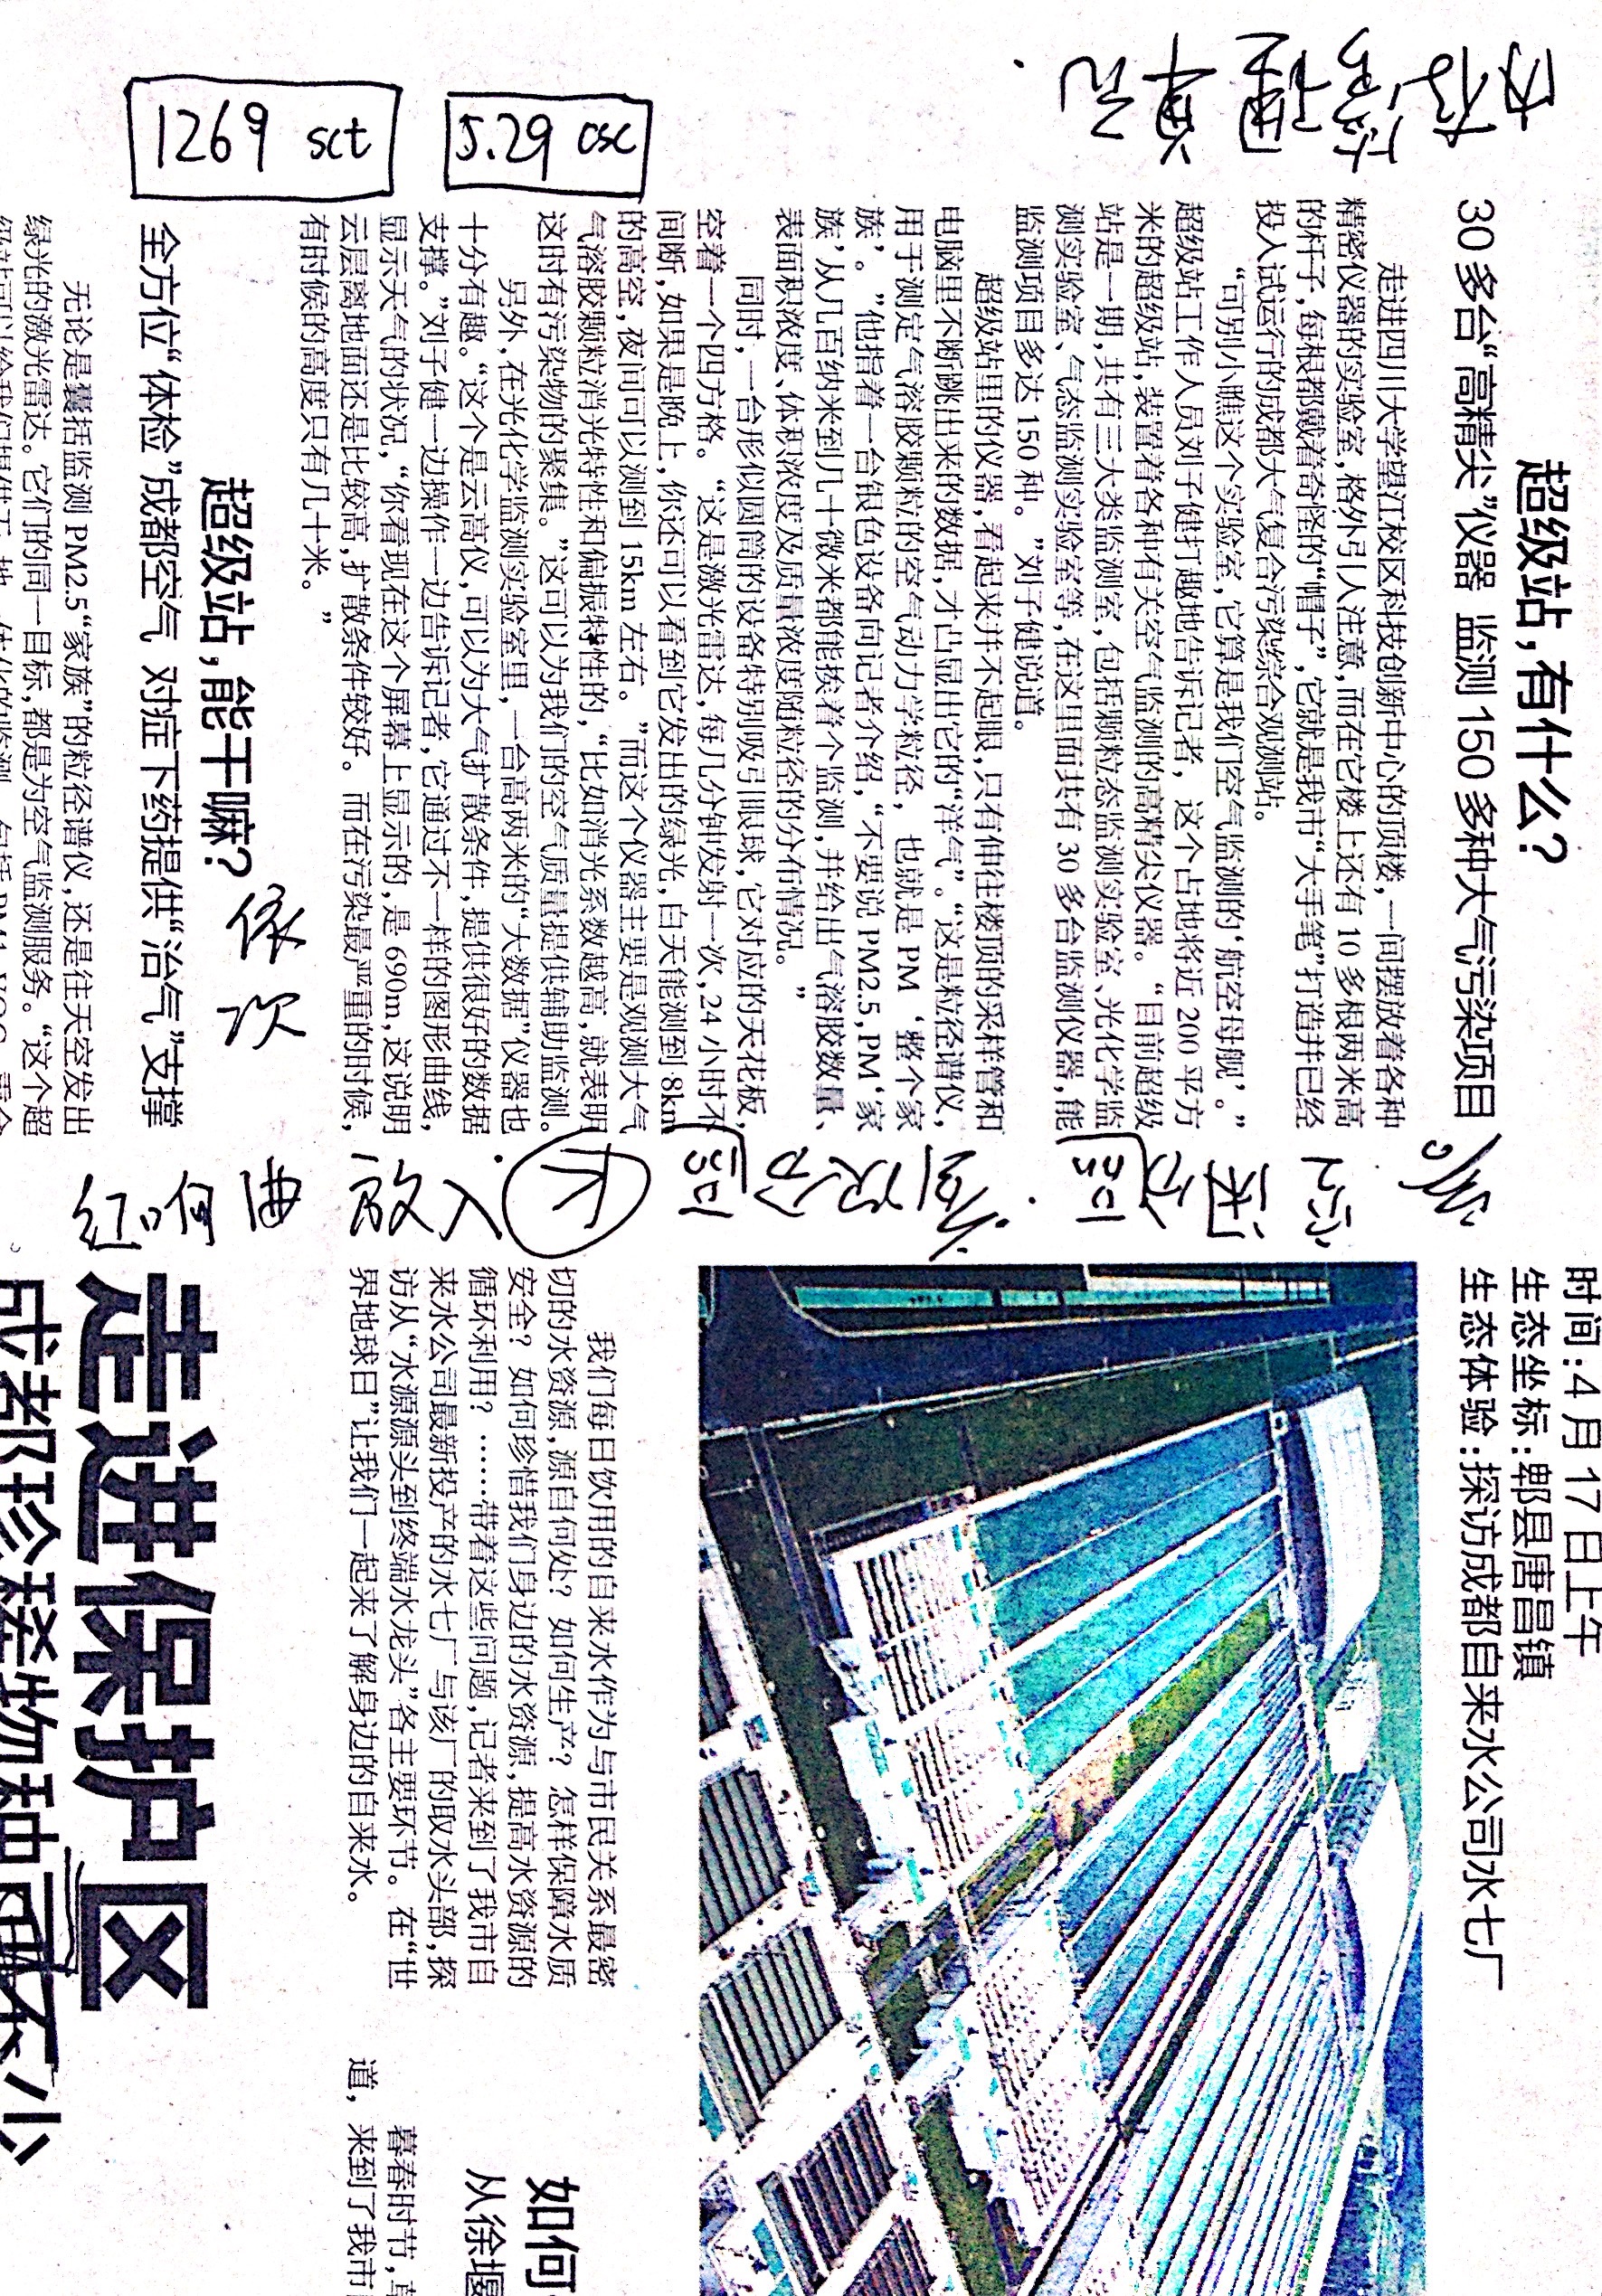 超级站,有什么?
30 多台“高精尖”仪器 监测 150 多种大气污染项目
走进四川大学望江校区科技创新中心的顶楼,一间摆放着各种
精密仪器的实验室,格外引人注意,而在它楼上还有 10 多根两米高
的杆子,每根都戴着奇怪的“帽子”,它就是我市“大手笔”打造并已经
投入试运行的成都大气复合污染综合观测站。
“可别小瞧这个实验室,它算是我们空气监测的‘航空母舰’。”
超级站工作人员刘子健打趣地告诉记者, 这个占地将近 200 平方
米的超级站,装置着各种有关空气监测的高精尖仪器。“目前超级
站是一期,共有三大类监测室,包括颗粒态监测实验室、光化学监
测实验室、气态监测实验室等,在这里面共有 30 多台监测仪器,能
监测项目多达 150 种。”刘子健说道。
超级站里的仪器,看起来并不起眼,只有伸往楼顶的采样管和
电脑里不断跳出来的数据,才凸显出它的“洋气”。“这是粒径谱仪,
用于测定气溶胶颗粒的空气动力学粒径, 也就是 PM‘整个家
族’。”他指着一台银色设备向记者介绍,“不要说 PM2.5,PM‘家
族’,从几百纳米到几十微米都能挨着个监测,并给出气溶胶数量、
表面积浓度、体积浓度及质量浓度随粒径的分布情况。”
同时,一台形似圆筒的设备特别吸引眼球,它对应的天花板,
空着一个四方格。“这是激光雷达,每几分钟发射一次,24 小时不
间断,如果是晚上,你还可以看到它发出的绿光,白天能测到 8km
的高空,夜间可以测到 15km 左右。”而这个仪器主要是观测大气
气溶胶颗粒消光特性和偏振特性的,“比如消光系数越高,就表明
这时有污染物的聚集。”这可以为我们的空气质量提供辅助监测。
另外,在光化学监测实验室里,一台高两米的“大数据”仪器也
十分有趣。“这个是云高仪,可以为大气扩散条件,提供很好的数据
支撑。”刘子健一边操作一边告诉记者,它通过不一样的图形曲线,
显示天气的状况,“你看现在这个屏幕上显示的,是 690m,这说明
云层离地面还是比较高,扩散条件较好。而在污染最严重的时候,
有时候的高度只有几十米。”
超级站,能干嘛?
全方位“体检”成都空气 对症下药提供“治气”支撑
无论是囊括监测 PM2.5“家族”的粒径谱仪,还是往天空发出
绿光的激光雷达。它们的同一目标,都是为空气监测服务。“这个超
内存管理单元
1269 sct
5.29 csc
依次
放入
时间:4 月 17 日上午
生态坐标:郫县唐昌镇
生态体验:探访成都自来水公司水七厂
我们每日饮用的自来水作为与市民关系最密
切的水资源,源自何处?如何生产?怎样保障水质
安全?如何珍惜我们身边的水资源,提高水资源的
循环利用?……带着这些问题,记者来到了我市自
来水公司最新投产的水七厂与该厂的取水头部,探
访从“水源源头到终端水龙头”各主要环节。在“世
界地球日”让我们一起来了解身边的自来水。
走进保护区
成都珍稀物种可不少
如何
从徐堰
暮春时节,
道,来到了我市